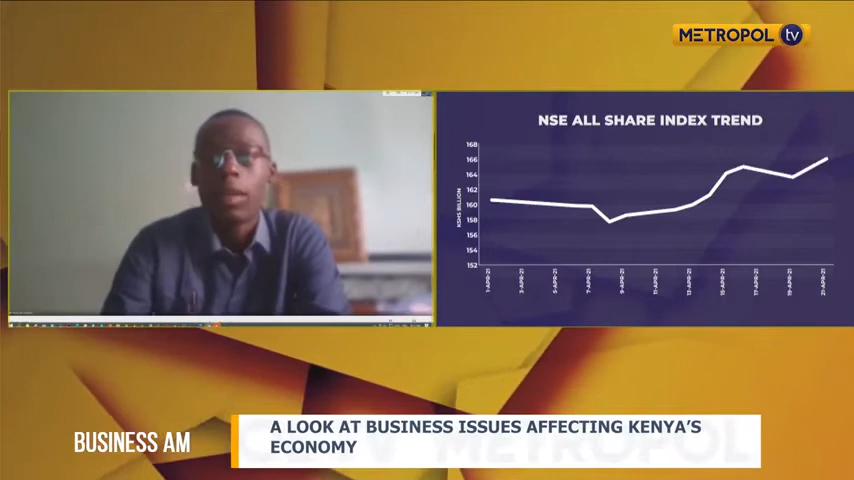 METROPOL tv
NSE ALL SHARE INDEX TREND
KSHS BILLION
168
166
164
162
160
158
156
154
152
1-APR-21
3-APR-21
5-APR-21
7-APR-21
9-APR-21
11-APR-21
13-APR-21
15-APR-21
17-APR-21
19-APR-21
21-APR-21
BUSINESS AM
A LOOK AT BUSINESS ISSUES AFFECTING KENYA'S
ECONOMY
METROPOL